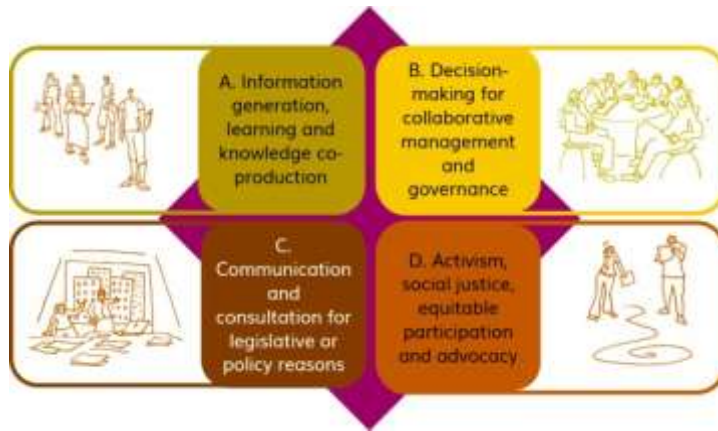 A. Information
generation,
learning and
knowledge co-
production
B. Decision-
making for
collaborative
management
and
governance
C.
Communication
and
consultation for
legislative or
policy reasons
D. Activism,
social justice,
equitable
participation
and advocacy